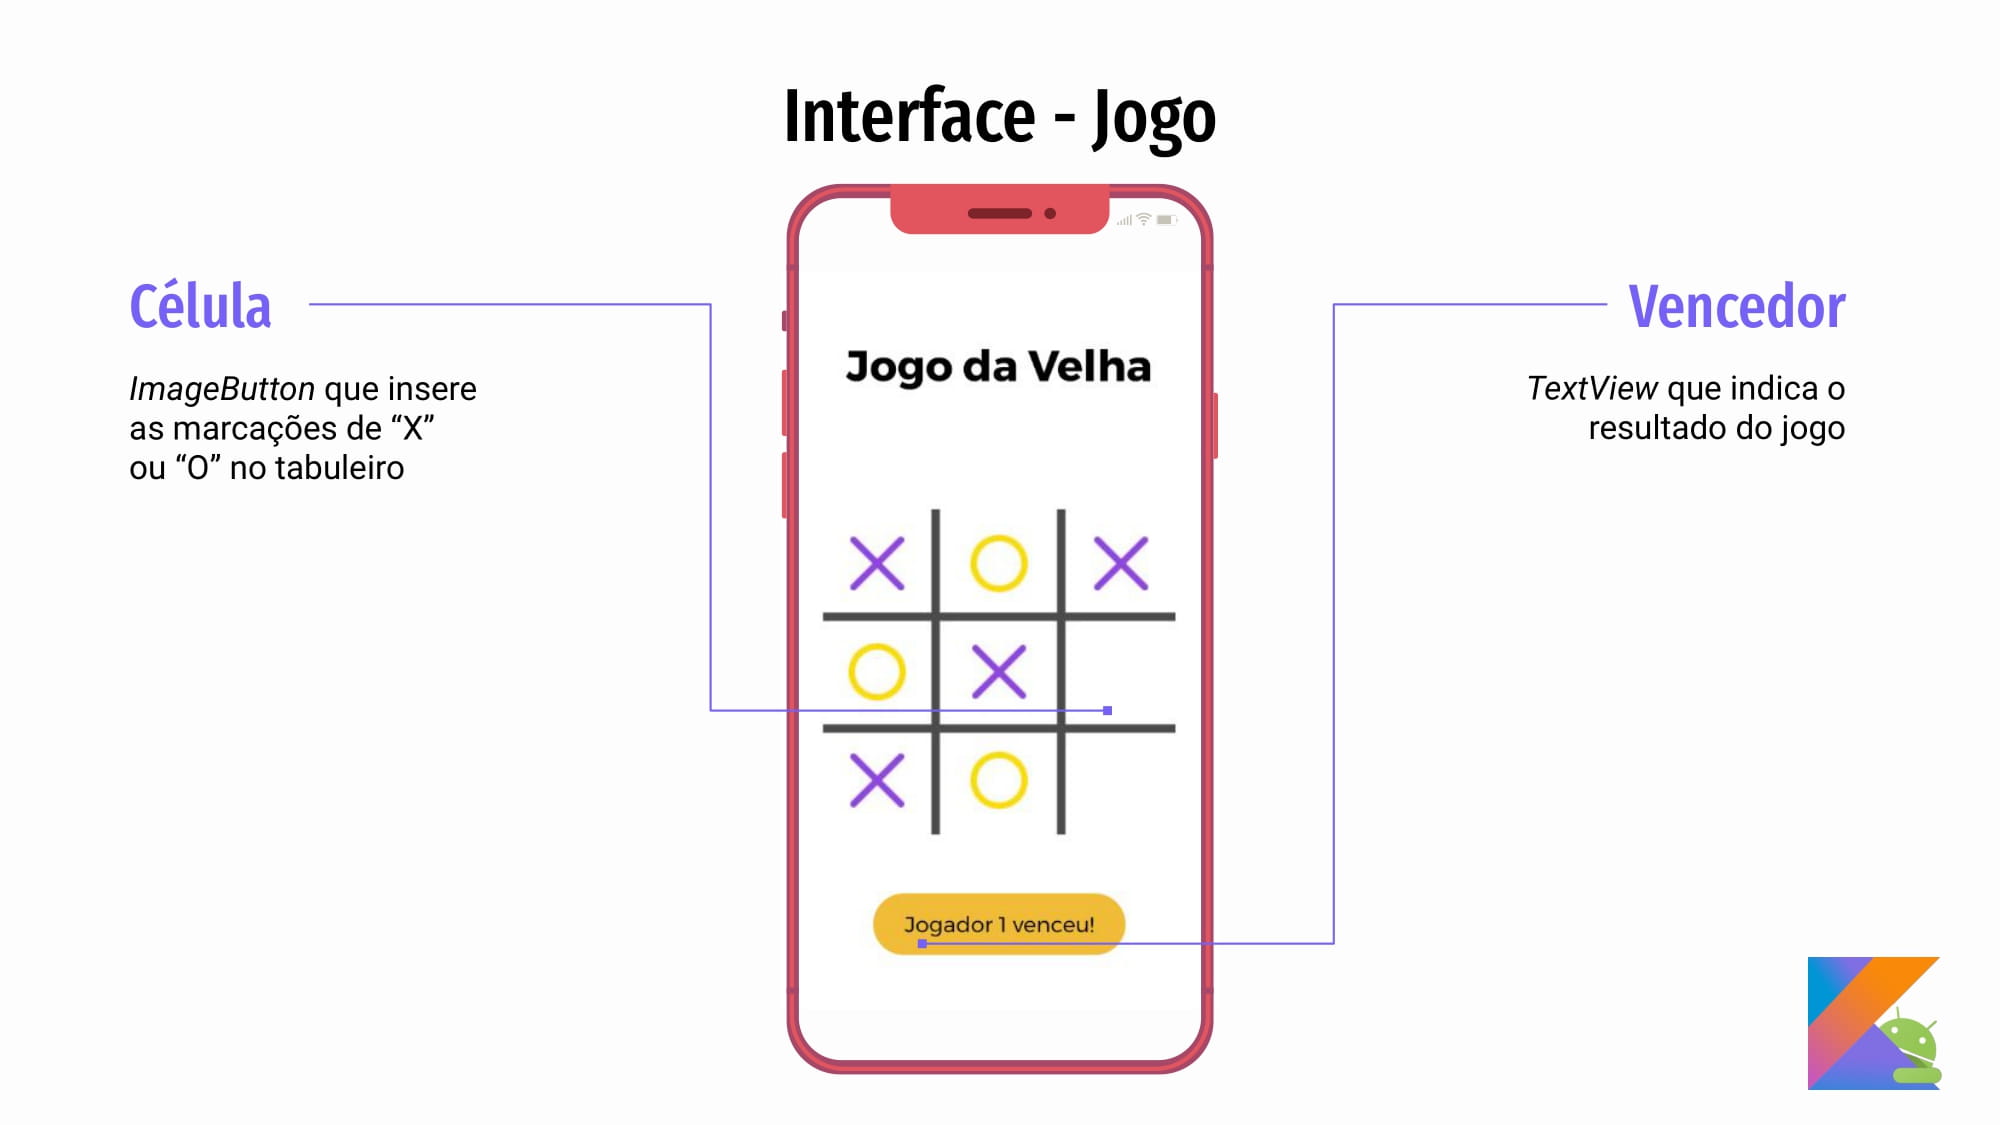 Interface - Jogo
Célula
ImageButton que insere
as marcações de “X”
ou “O” no tabuleiro
Jogo da Velha
Jogador 1 venceu!
Vencedor
TextView que indica o
resultado do jogo